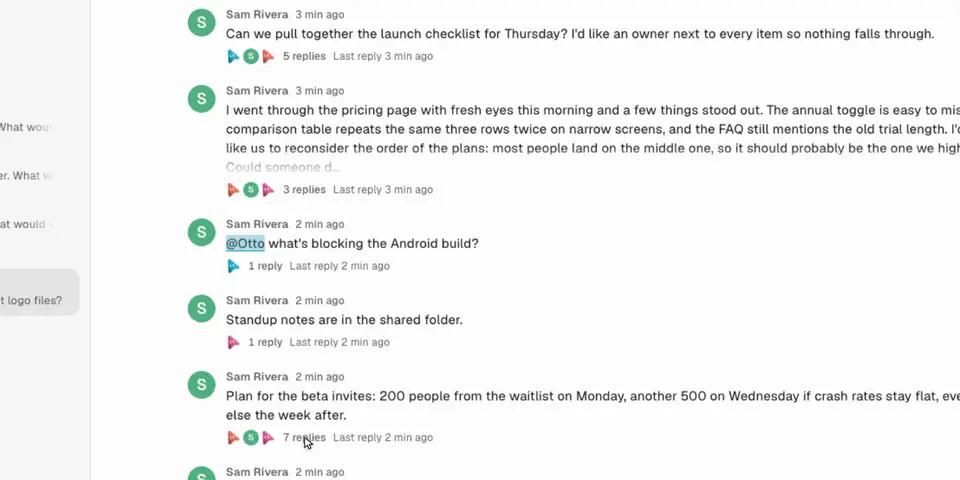 S
Sam Rivera 3 min ago
Can we pull together the launch checklist for Thursday? I'd like an owner next to every item so nothing falls through.
S
5 replies Last reply 3 min ago
S
Sam Rivera 3 min ago
I went through the pricing page with fresh eyes this morning and a few things stood out. The annual toggle is easy to mis
comparison table repeats the same three rows twice on narrow screens, and the FAQ still mentions the old trial length. I'
like us to reconsider the order of the plans: most people land on the middle one, so it should probably be the one we hig
Could someone d...
S
3 replies Last reply 3 min ago
S
Sam Rivera 2 min ago
@Otto what's blocking the Android build?
1 reply Last reply 2 min ago
S
Sam Rivera 2 min ago
Standup notes are in the shared folder.
1 reply Last reply 2 min ago
S
Sam Rivera 2 min ago
Plan for the beta invites: 200 people from the waitlist on Monday, another 500 on Wednesday if crash rates stay flat, eve
else the week after.
S
7 replies Last reply 2 min ago
S
Sam Rivera 2 min ago
What wou
er. What w
at would
t logo files?